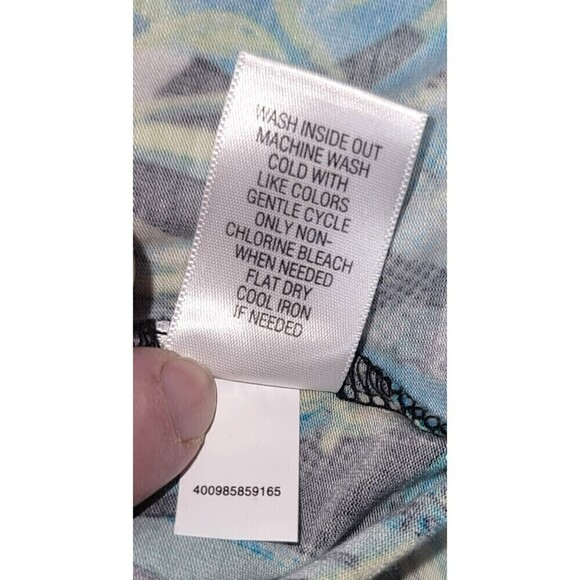 WASH INSIDE OUT
MACHINE WASH
COLD WITH
LIKE COLORS
GENTLE CYCLE
ONLY NON-
CHLORINE BLEACH
WHEN NEEDED
FLAT DRY
COOL IRON
IF NEEDED
400985859165